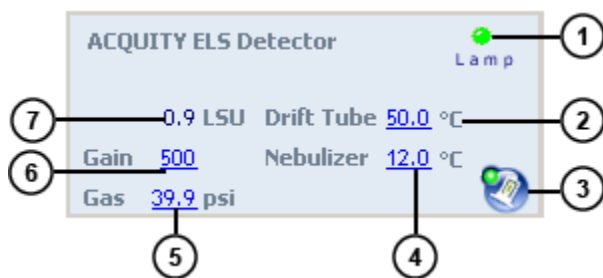 ACQUITY ELS Detector
1
Lamp
7
0.9 LSU Drift Tube 50.0 °C
2
6
Gain 500 Nebulizer 12.0 °C
3
Gas 39.9 psi
5
4